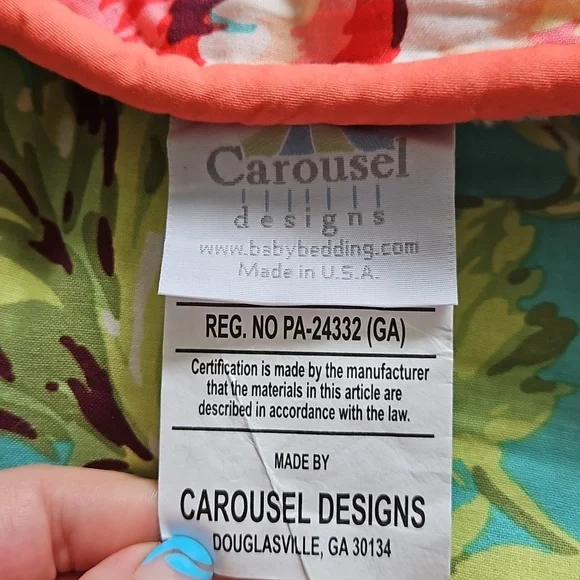 Carousel
designs
www.babybedding.com
Made in U.S.A.
REG. NO PA-24332 (GA)
Certification is made by the manufacturer
that the materials in this article are
described in accordance with the law.
MADE BY
CAROUSEL DESIGNS
DOUGLASVILLE, GA 30134